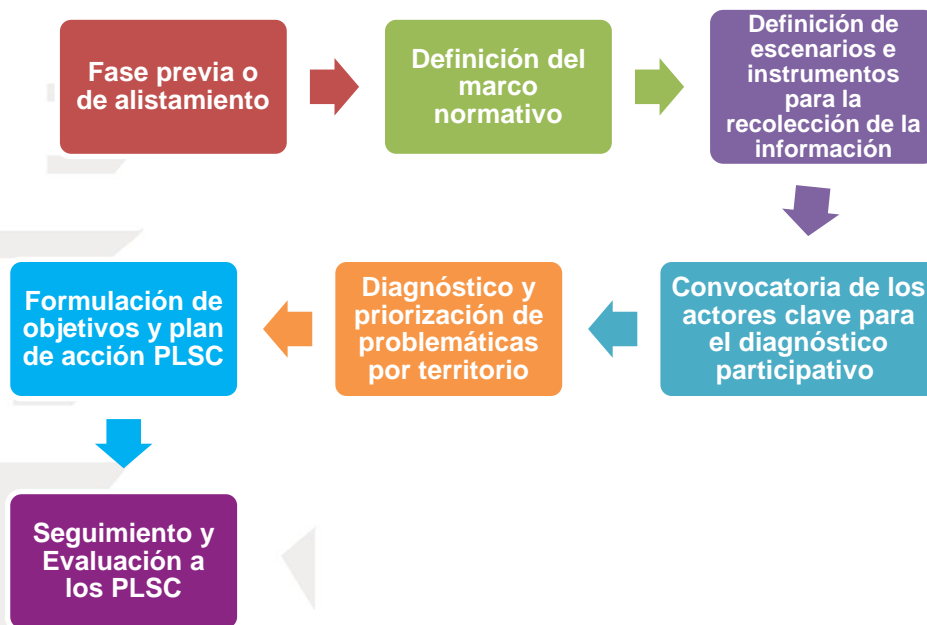 Fase previa o
de alistamiento
Definición del
marco
normativo
Definición de
escenarios e
instrumentos
para la
recolección de la
información
Convocatoria de los
actores clave para
el diagnóstico
participativo
Diagnóstico y
priorización de
problemáticas
por territorio
Formulación de
objetivos y plan
de acción PLSC
Seguimiento y
Evaluación a
los PLSC